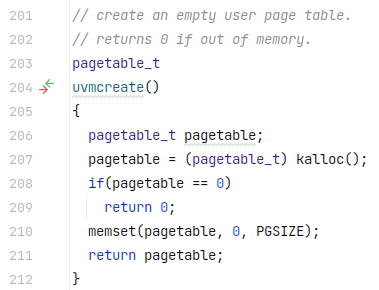 201 // create an empty user page table.
202 // returns 0 if out of memory.
203 pagetable_t
204 uvmcreate()
205 {
206   pagetable_t pagetable;
207   pagetable = (pagetable_t) kalloc();
208   if(pagetable == 0)
209     return 0;
210   memset(pagetable, 0, PGSIZE);
211   return pagetable;
212 }